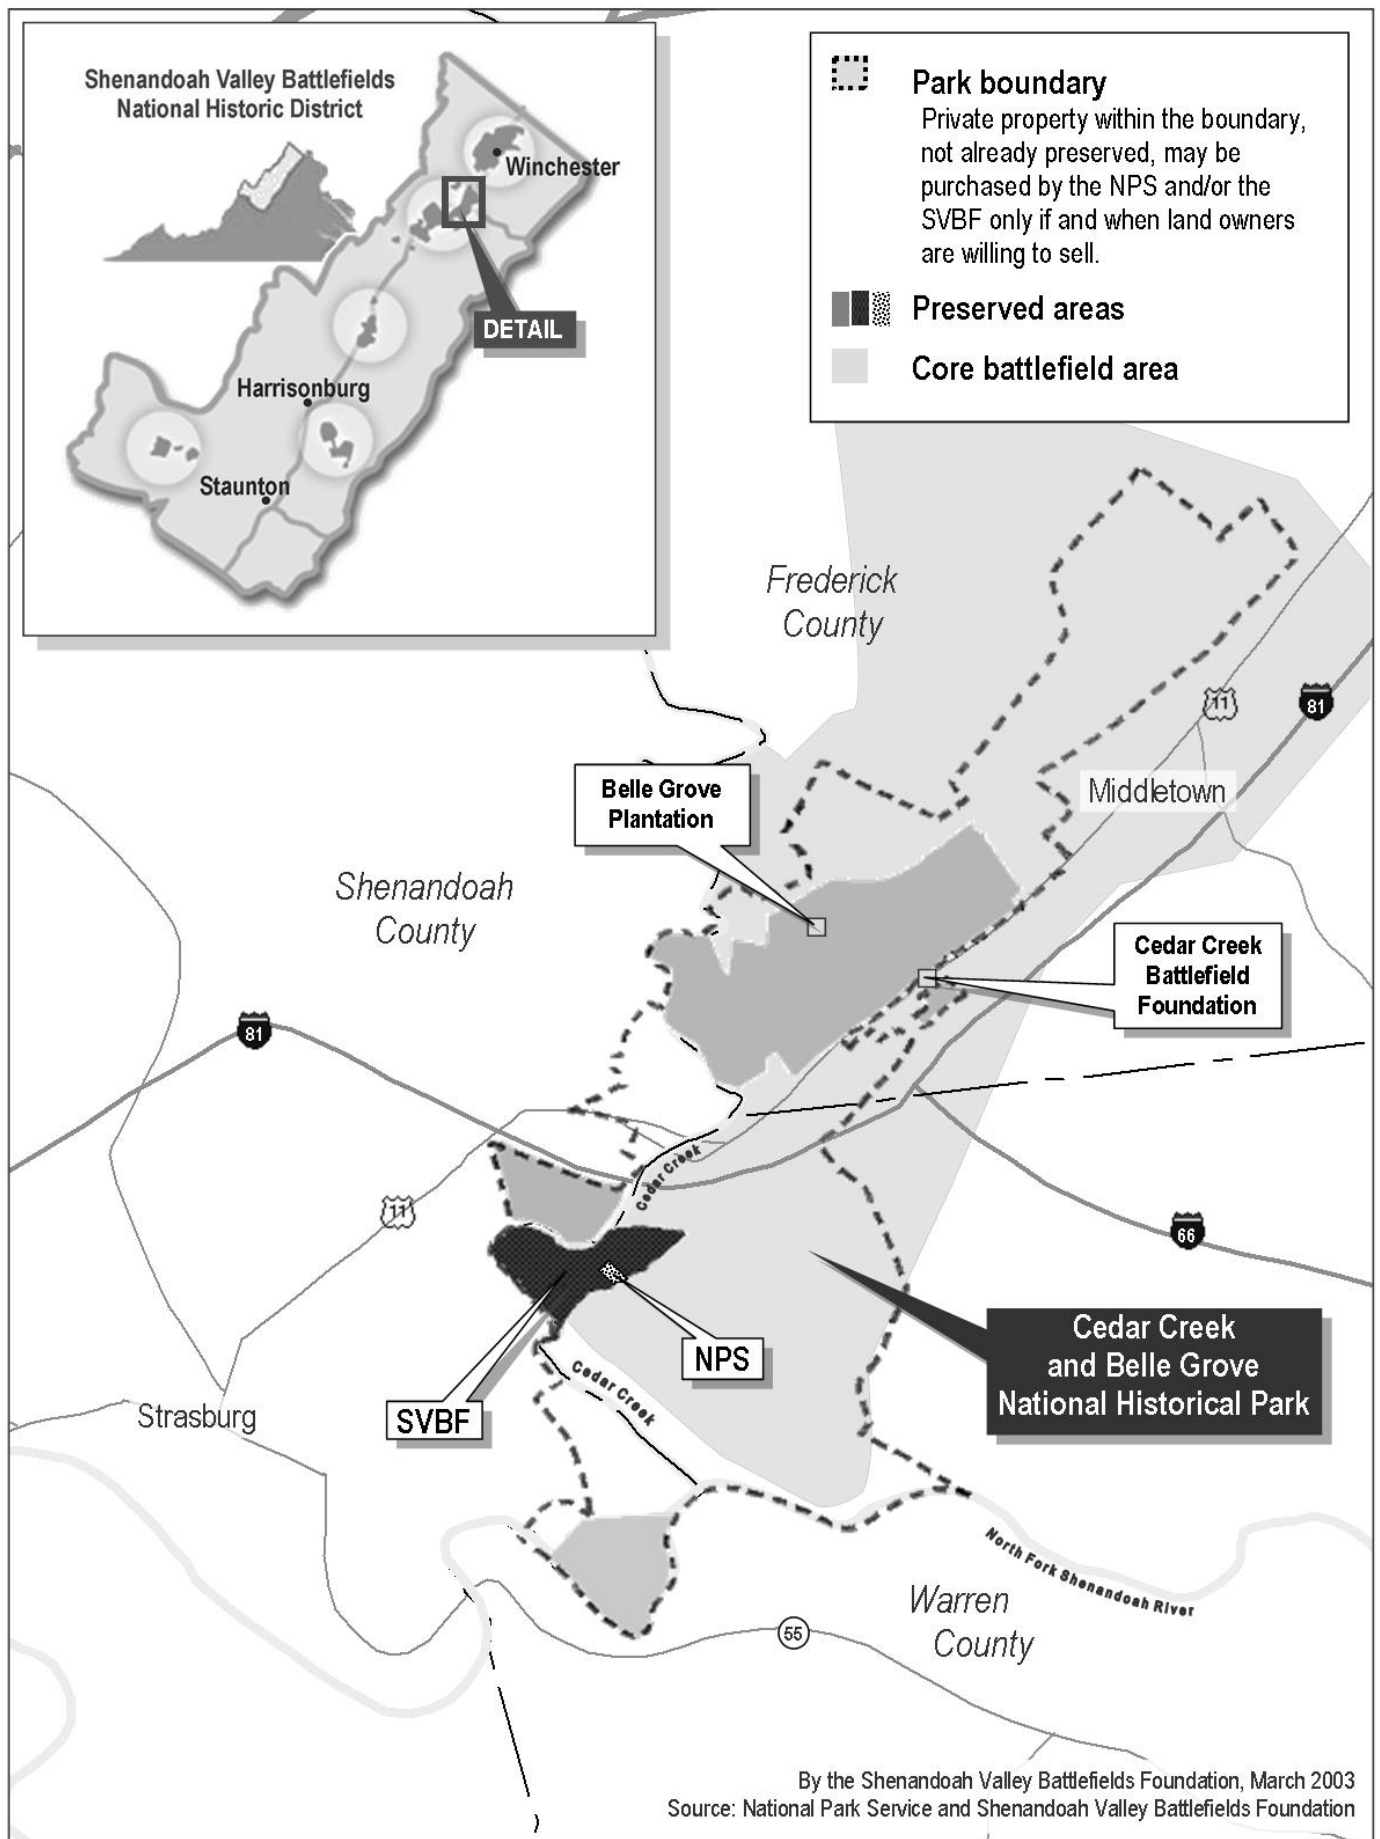 Shenandoah Valley Battlefields
National Historic District
Winchester
DETAIL
Harrisonburg
Staunton
Park boundary
Private property within the boundary,
not already preserved, may be
purchased by the NPS and/or the
SVBF only if and when land owners
are willing to sell.
Preserved areas
Core battlefield area
Frederick
County
11
81
Middletown
Belle Grove
Plantation
Shenandoah
County
Cedar Creek
Battlefield
Foundation
81
Cedar Creek
11
66
Cedar Creek
and Belle Grove
National Historical Park
NPS
Cedar Creek
SVBF
Strasburg
North Fork Shenandoah River
Warren
County
55
By the Shenandoah Valley Battlefields Foundation, March 2003
Source: National Park Service and Shenandoah Valley Battlefields Foundation